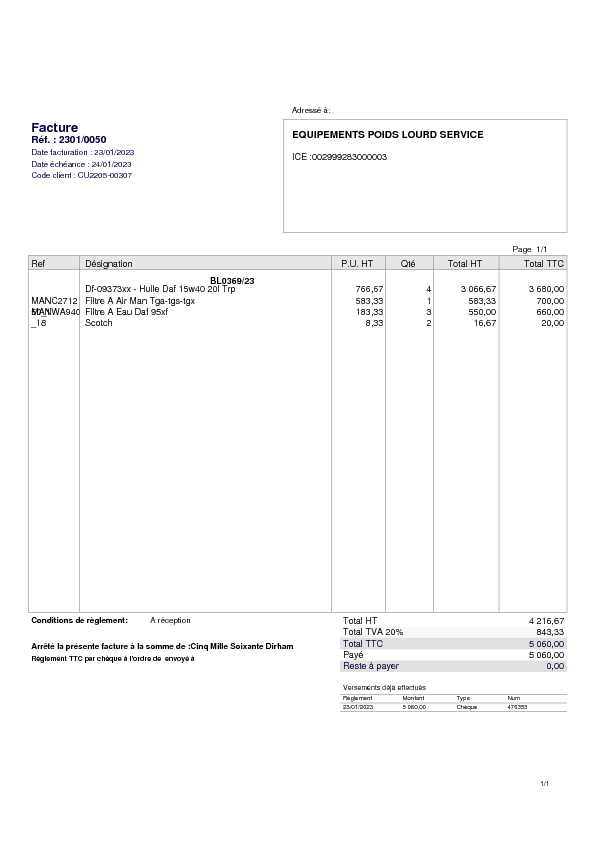 Adressé à:
Facture
Réf. : 2301/0050
Date facturation : 23/01/2023
Date échéance : 24/01/2023
Code client : CU2205-00307
EQUIPEMENTS POIDS LOURD SERVICE
ICE :002999283000003
Page 1/1
Ref Désignation P.U. HT Qté Total HT Total TTC
BL0369/23
Df-09373xx - Huile Daf 15w40 20l Trp 766,67 4 3 066,67 3 680,00
MANC2712 Filtre A Air Man Tga-tgs-tgx 583,33 1 583,33 700,00
MANWA940 Filtre A Eau Daf 95xf 183,33 3 550,00 660,00
_18 Scotch 8,33 2 16,67 20,00
Conditions de règlement: A réception
Total HT 4 216,67
Total TVA 20% 843,33
Total TTC 5 060,00
Payé 5 060,00
Reste à payer 0,00
Arrêté la présente facture à la somme de :Cinq Mille Soixante Dirham
Règlement TTC par chèque à l'ordre de envoyé à
Versements déjà effectués
Règlement Montant Type Num
23/01/2023 5 060,00 Chèque 476353
1/1